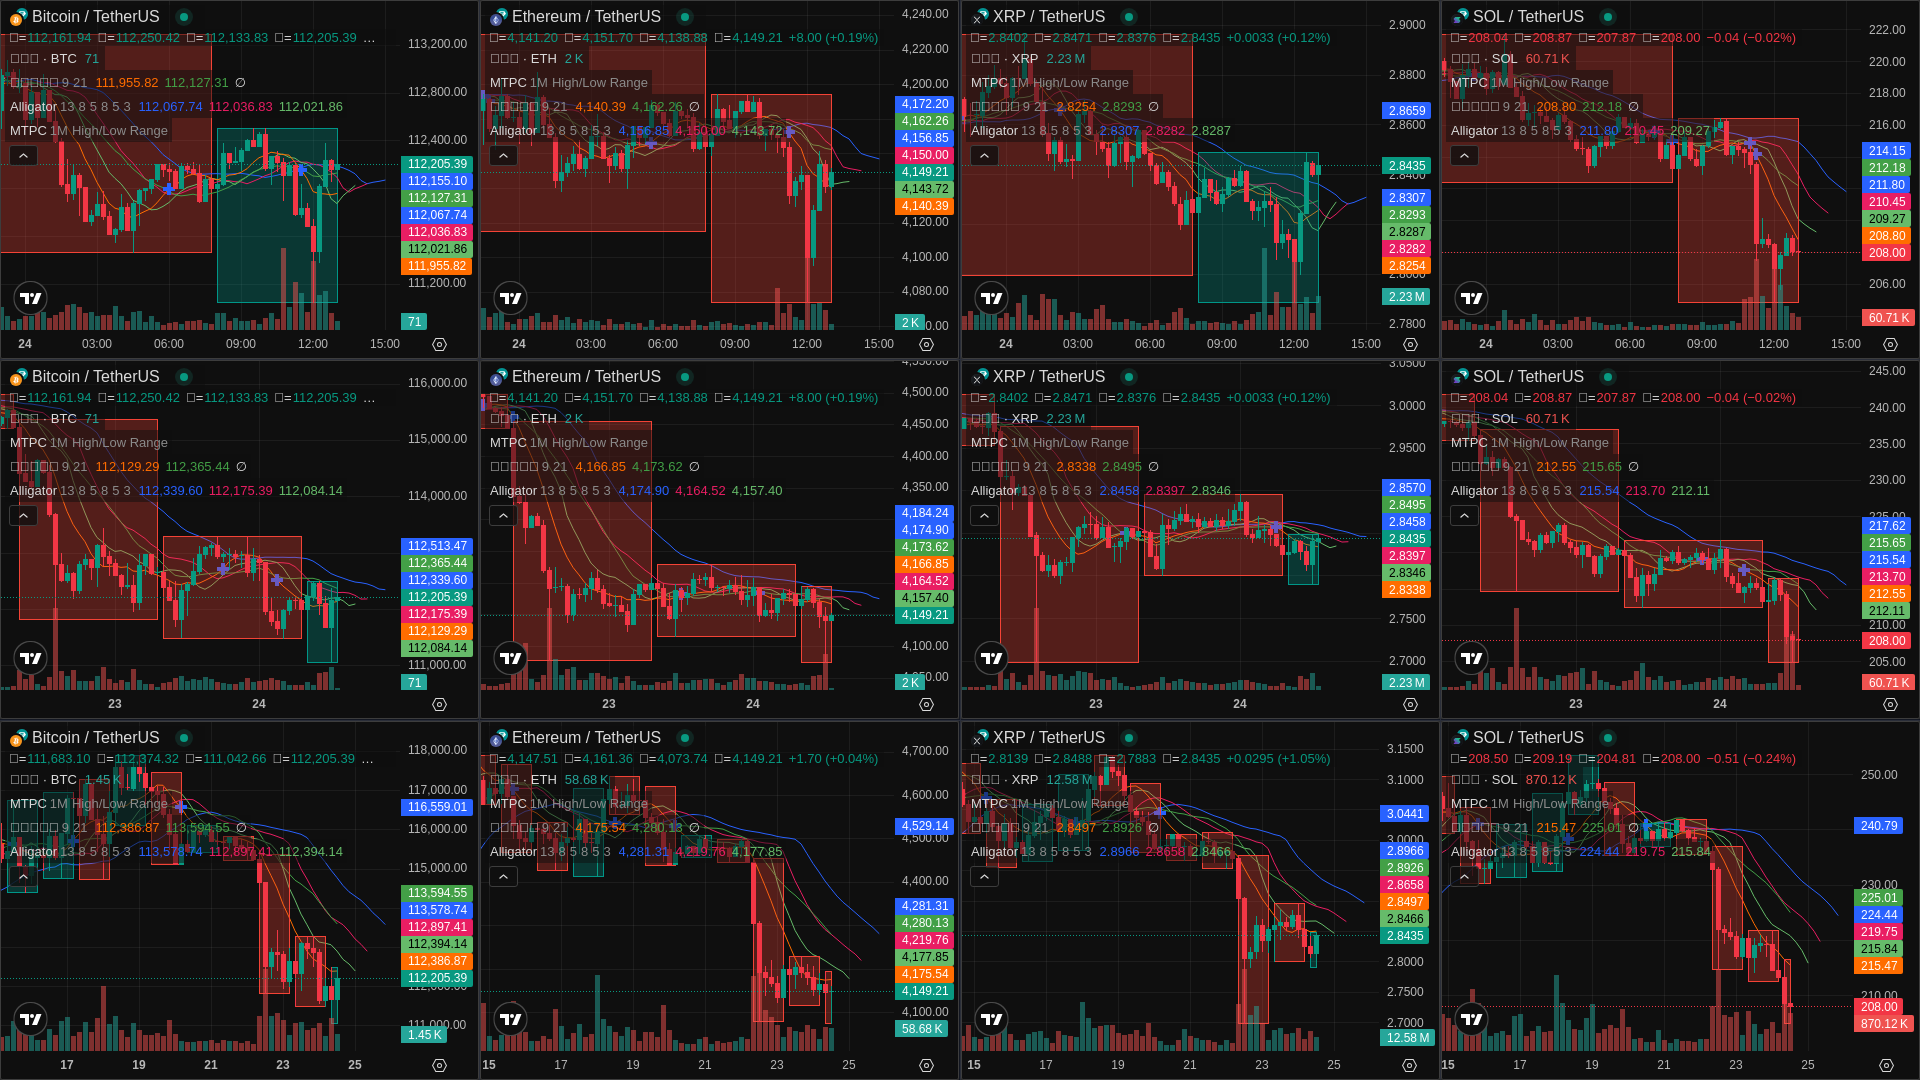 Bitcoin / TetherUS
□=112,161.94 □=112,250.42 □=112,133.83 □=112,205.39 ...
□□□ · BTC 71
□□□□□ 9 21 111,955.82 112,127.31 ∅
Alligator 13 8 5 8 5 3 112,067.74 112,036.83 112,021.86
MTPC 1M High/Low Range
113,200.00
112,800.00
112,400.00
112,205.39
112,155.10
112,127.31
112,067.74
112,036.83
112,021.86
111,955.82
111,200.00
71
24 03:00 06:00 09:00 12:00 15:00
Ethereum / TetherUS
□=4,141.20 □=4,151.70 □=4,138.88 □=4,149.21 +8.00 (+0.19%)
□□□ · ETH 2 K
MTPC 1M High/Low Range
□□□□□ 9 21 4,140.39 4,162.26 ∅
Alligator 13 8 5 8 5 3 4,156.85 4,150.00 4,143.72
4,240.00
4,220.00
4,200.00
4,172.20
4,162.26
4,156.85
4,150.00
4,149.21
4,143.72
4,140.39
4,120.00
4,100.00
4,080.00
2 K
24 03:00 06:00 09:00 12:00 15:00
XRP / TetherUS
□=2.8402 □=2.8471 □=2.8376 □=2.8435 +0.0033 (+0.12%)
□□□ · XRP 2.23 M
MTPC 1M High/Low Range
□□□□□ 9 21 2.8254 2.8293 ∅
Alligator 13 8 5 8 5 3 2.8307 2.8282 2.8287
2.9000
2.8800
2.8659
2.8600
2.8435
2.8400
2.8307
2.8293
2.8287
2.8282
2.8254
2.8000
2.23 M
2.7800
24 03:00 06:00 09:00 12:00 15:00
SOL / TetherUS
□=208.04 □=208.87 □=207.87 □=208.00 −0.04 (−0.02%)
□□□ · SOL 60.71 K
MTPC 1M High/Low Range
□□□□□ 9 21 208.80 212.18 ∅
Alligator 13 8 5 8 5 3 211.80 210.45 209.27
222.00
220.00
218.00
216.00
214.15
212.18
211.80
210.45
209.27
208.80
208.00
206.00
60.71 K
24 03:00 06:00 09:00 12:00 15:00
Bitcoin / TetherUS
□=112,161.94 □=112,250.42 □=112,133.83 □=112,205.39 ...
□□□ · BTC 71
MTPC 1M High/Low Range
□□□□□ 9 21 112,129.29 112,365.44 ∅
Alligator 13 8 5 8 5 3 112,339.60 112,175.39 112,084.14
116,000.00
115,000.00
114,000.00
112,513.47
112,365.44
112,339.60
112,205.39
112,175.39
112,129.29
112,084.14
111,000.00
71
23 24
Ethereum / TetherUS
□=4,141.20 □=4,151.70 □=4,138.88 □=4,149.21 +8.00 (+0.19%)
□□□ · ETH 2 K
MTPC 1M High/Low Range
□□□□□ 9 21 4,166.85 4,173.62 ∅
Alligator 13 8 5 8 5 3 4,174.90 4,164.52 4,157.40
4,500.00
4,450.00
4,400.00
4,350.00
4,184.24
4,174.90
4,173.62
4,166.85
4,164.52
4,157.40
4,149.21
4,100.00
2 K
23 24
XRP / TetherUS
□=2.8402 □=2.8471 □=2.8376 □=2.8435 +0.0033 (+0.12%)
□□□ · XRP 2.23 M
MTPC 1M High/Low Range
□□□□□ 9 21 2.8338 2.8495 ∅
Alligator 13 8 5 8 5 3 2.8458 2.8397 2.8346
3.0500
3.0000
2.9500
2.8570
2.8495
2.8458
2.8435
2.8397
2.8346
2.8338
2.7500
2.7000
2.23 M
23 24
SOL / TetherUS
□=208.04 □=208.87 □=207.87 □=208.00 −0.04 (−0.02%)
□□□ · SOL 60.71 K
MTPC 1M High/Low Range
□□□□□ 9 21 212.55 215.65 ∅
Alligator 13 8 5 8 5 3 215.54 213.70 212.11
245.00
240.00
235.00
230.00
225.00
217.62
215.65
215.54
213.70
212.55
212.11
210.00
208.00
205.00
60.71 K
23 24
Bitcoin / TetherUS
□=111,683.10 □=112,374.32 □=111,042.66 □=112,205.39 ...
□□□ · BTC 1.45 K
MTPC 1M High/Low Range
□□□□□ 9 21 112,386.87 113,594.55 ∅
Alligator 13 8 5 8 5 3 113,578.74 112,897.41 112,394.14
118,000.00
117,000.00
116,559.01
116,000.00
115,000.00
113,594.55
113,578.74
112,897.41
112,394.14
112,386.87
112,205.39
112,000.00
111,000.00
1.45 K
17 19 21 23 25
Ethereum / TetherUS
□=4,147.51 □=4,161.36 □=4,073.74 □=4,149.21 +1.70 (+0.04%)
□□□ · ETH 58.68 K
MTPC 1M High/Low Range
□□□□□ 9 21 4,175.54 4,280.13 ∅
Alligator 13 8 5 8 5 3 4,281.31 4,219.76 4,177.85
4,700.00
4,600.00
4,529.14
4,500.00
4,400.00
4,281.31
4,280.13
4,219.76
4,177.85
4,175.54
4,149.21
4,100.00
58.68 K
15 17 19 21 23 25
XRP / TetherUS
□=2.8139 □=2.8488 □=2.7883 □=2.8435 +0.0295 (+1.05%)
□□□ · XRP 12.58 M
MTPC 1M High/Low Range
□□□□□ 9 21 2.8497 2.8926 ∅
Alligator 13 8 5 8 5 3 2.8966 2.8658 2.8466
3.1500
3.1000
3.0441
3.0000
2.8966
2.8926
2.8658
2.8497
2.8466
2.8435
2.8000
2.7500
2.7000
12.58 M
15 17 19 21 23 25
SOL / TetherUS
□=208.50 □=209.19 □=204.81 □=208.00 −0.51 (−0.24%)
□□□ · SOL 870.12 K
MTPC 1M High/Low Range
□□□□□ 9 21 215.47 225.01 ∅
Alligator 13 8 5 8 5 3 224.44 219.75 215.84
250.00
240.79
230.00
225.01
224.44
219.75
215.84
215.47
210.00
208.00
870.12 K
15 17 19 21 23 25